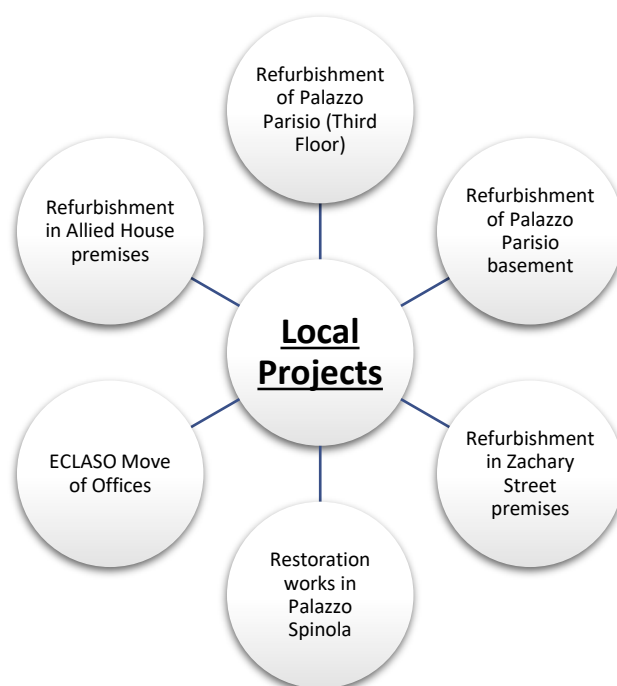 Refurbishment
of Palazzo
Parisio (Third
Floor)
Refurbishment
of Palazzo
Parisio
basement
Refurbishment
in Zachary
Street
premises
Restoration
works in
Palazzo
Spinola
ECLASO Move
of Offices
Refurbishment
in Allied House
premises
Local
Projects